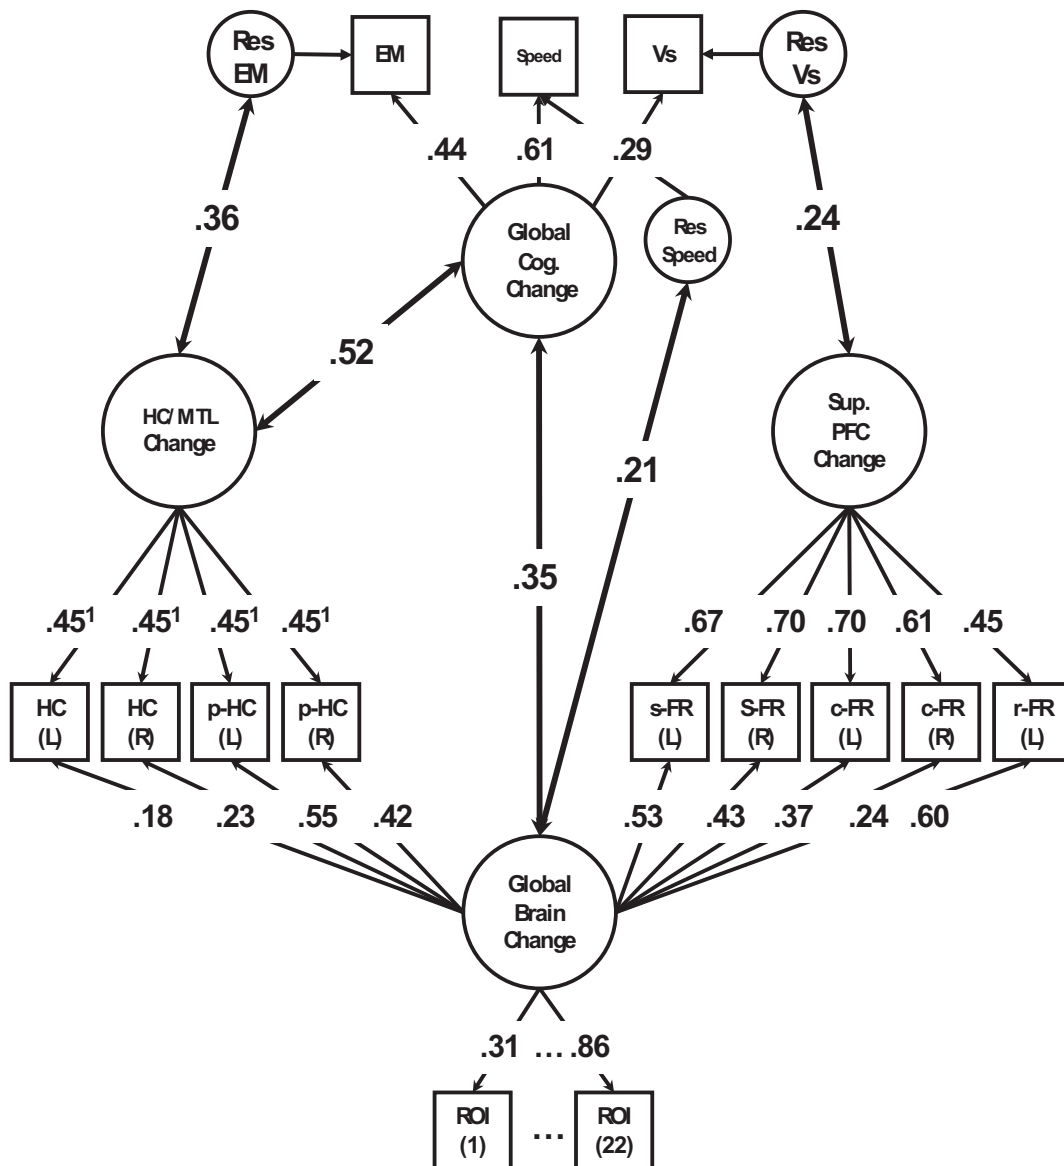 Res
EM
EM
Speed
Vs
Res
Vs
.44
.61
.29
.36
Global
Cog.
Change
Res
Speed
.24
.52
HC/MTL
Change
Sup.
PFC
Change
.21
.35
.45¹ .45¹ .45¹ .45¹
.67 .70 .70 .61 .45
HC
(L)
HC
(R)
p-HC
(L)
p-HC
(R)
s-FR
(L)
S-FR
(R)
c-FR
(L)
c-FR
(R)
r-FR
(L)
.18 .23 .55 .42
.53 .43 .37 .24 .60
Global
Brain
Change
.31 ... .86
ROI
(1)
...
ROI
(22)